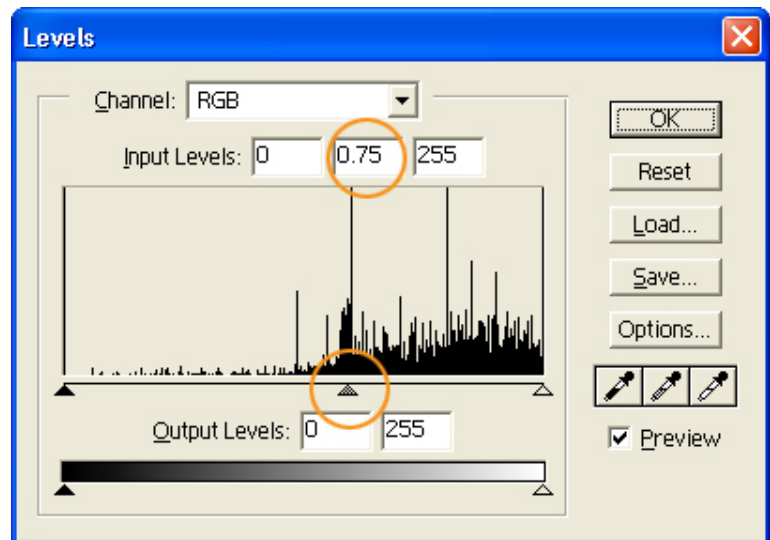 Levels
Channel: RGB
Input Levels: 0 0.75 255
Output Levels: 0 255
OK
Reset
Load...
Save...
Options...
Preview